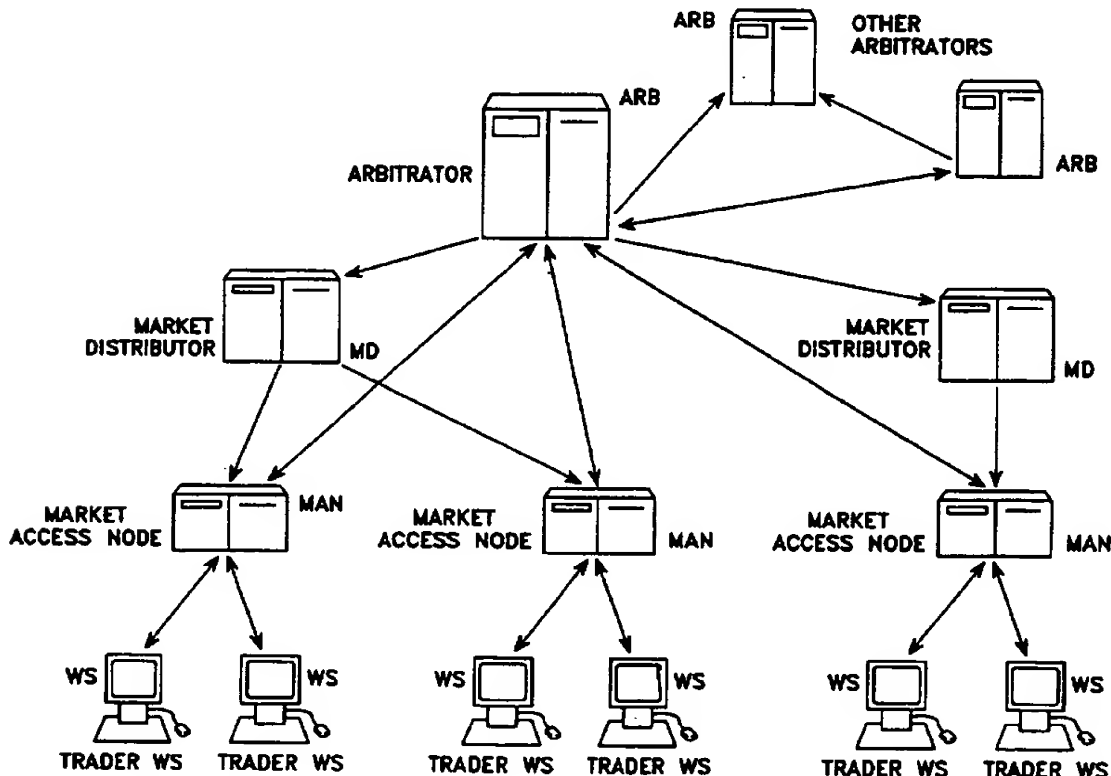 ARB
OTHER
ARBITRATORS
ARB
ARBITRATOR
ARB
MARKET
DISTRIBUTOR
MD
MARKET
DISTRIBUTOR
MD
MARKET
ACCESS NODE
MAN
MARKET
ACCESS NODE
MAN
MARKET
ACCESS NODE
MAN
WS
WS
WS
WS
WS
WS
TRADER WS
TRADER WS
TRADER WS
TRADER WS
TRADER WS
TRADER WS